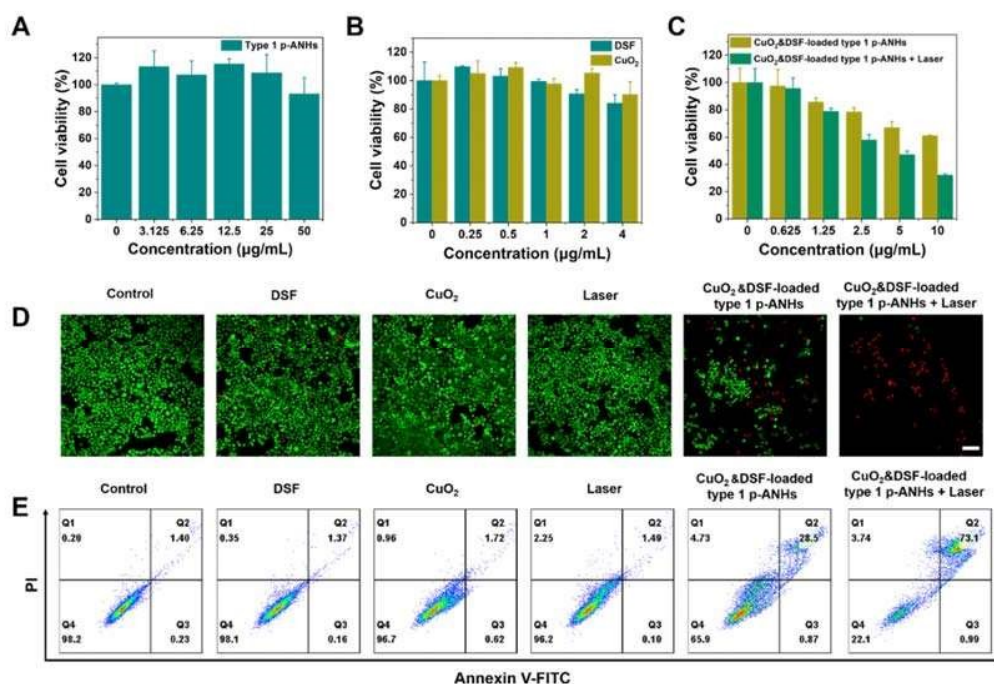 A
Type 1 p-ANHs
Cell viability (%)
120
100
80
60
40
20
0
0 3.125 6.25 12.5 25 50
Concentration (µg/mL)
B
DSF
CuO₂
Cell viability (%)
140
120
100
80
60
40
20
0
0 0.25 0.5 1 2 4
Concentration (µg/mL)
C
CuO₂&DSF-loaded type 1 p-ANHs
CuO₂&DSF-loaded type 1 p-ANHs + Laser
Cell viability (%)
140
120
100
80
60
40
20
0
0 0.625 1.25 2.5 5 10
Concentration (µg/mL)
D
Control
DSF
CuO₂
Laser
CuO₂&DSF-loaded
type 1 p-ANHs
CuO₂&DSF-loaded
type 1 p-ANHs + Laser
E
PI
Control
Q1 Q2
0.20 1.40
Q4 Q3
98.2 0.23
DSF
Q1 Q2
0.35 1.37
Q4 Q3
98.1 0.16
CuO₂
Q1 Q2
0.96 1.72
Q4 Q3
96.7 0.62
Laser
Q1 Q2
2.25 1.49
Q4 Q3
96.2 0.10
CuO₂&DSF-loaded
type 1 p-ANHs
Q1 Q2
4.73 28.5
Q4 Q3
65.9 0.87
CuO₂&DSF-loaded
type 1 p-ANHs + Laser
Q1 Q2
3.74 73.1
Q4 Q3
22.1 0.99
Annexin V-FITC